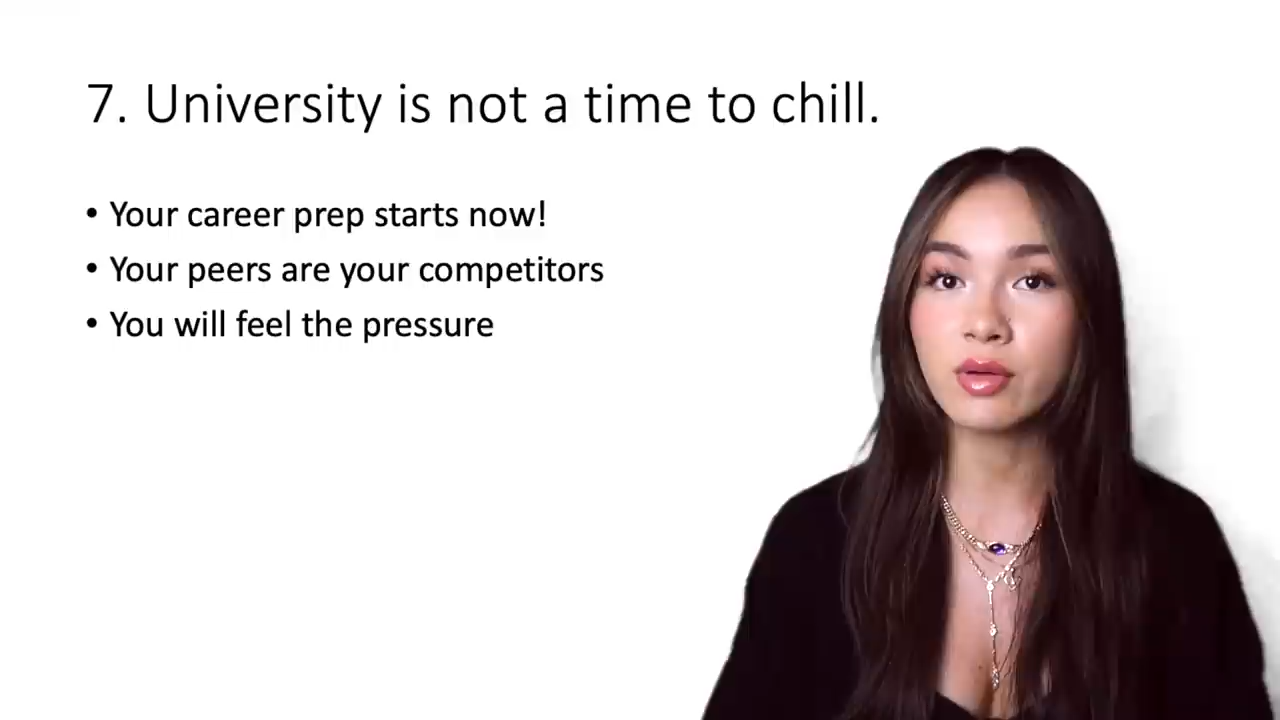 7. University is not a time to chill.
• Your career prep starts now!
• Your peers are your competitors
• You will feel the pressure